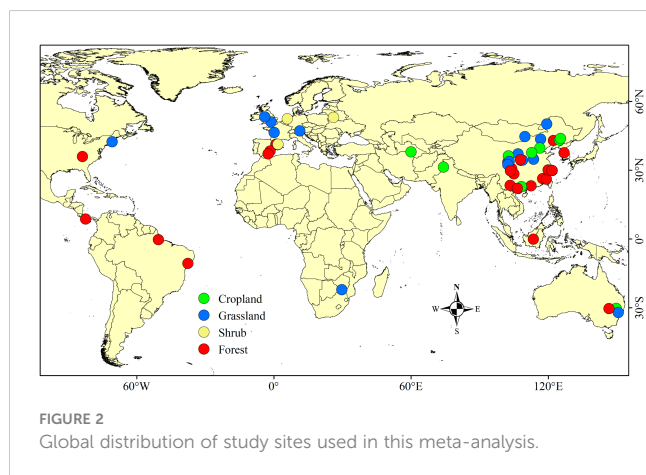 60°N
30°N
0°
30°S
Cropland
Grassland
Shrub
Forest
N
W E
S
60°W 0° 60°E 120°E
FIGURE 2
Global distribution of study sites used in this meta-analysis.